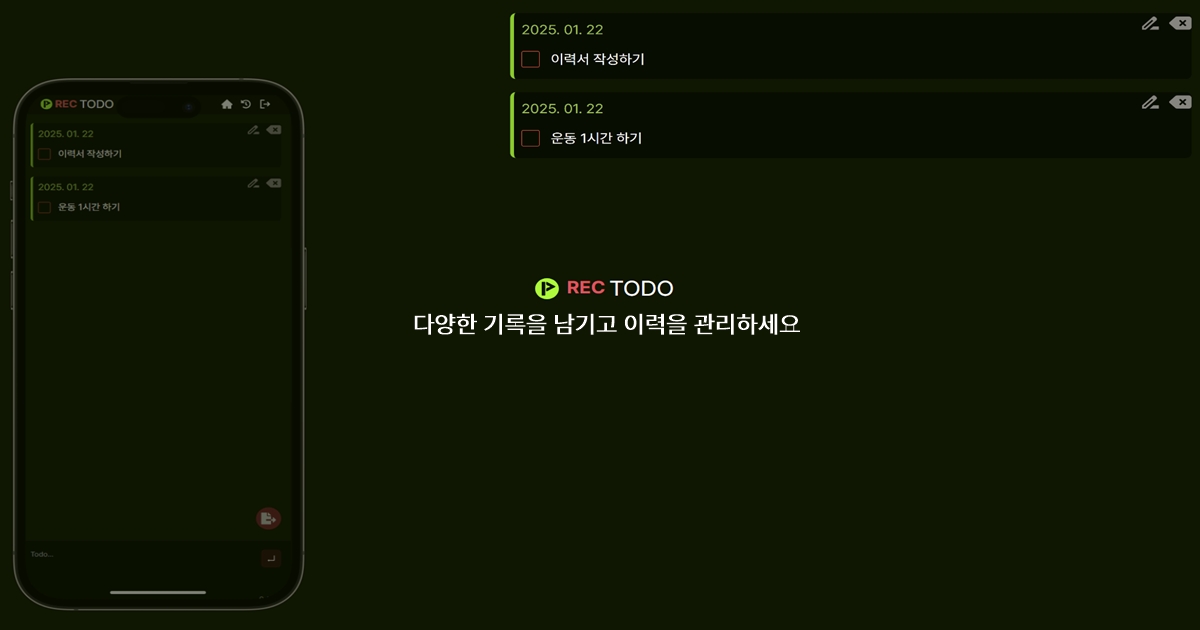 2025. 01. 22
이력서 작성하기
2025. 01. 22
운동 1시간 하기
REC TODO
2025. 01. 22
이력서 작성하기
2025. 01. 22
운동 1시간 하기
Todo...
REC TODO
다양한 기록을 남기고 이력을 관리하세요